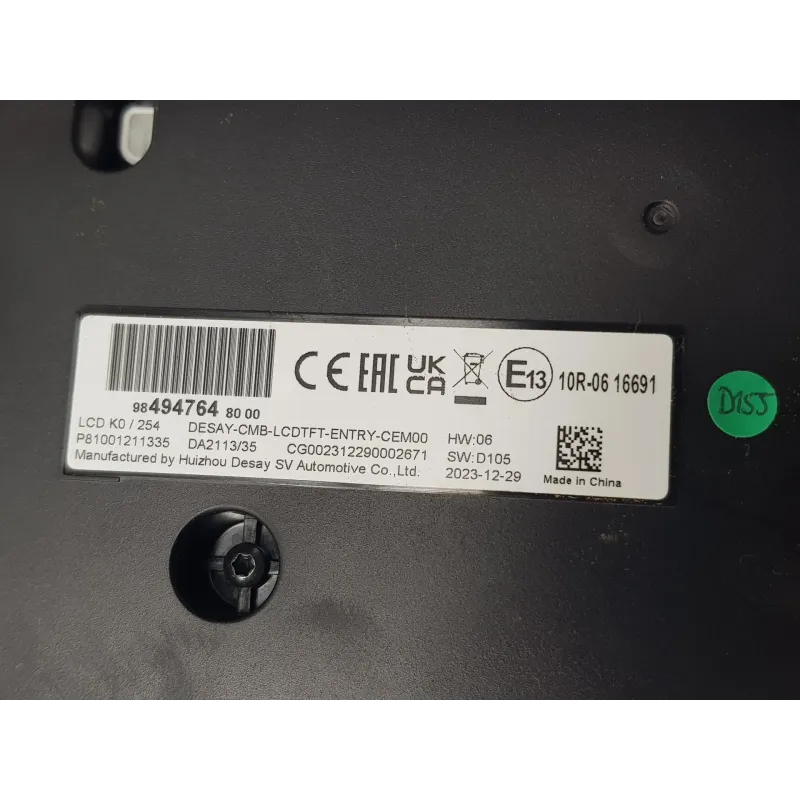 CE EAC UK CA E13 10R-06 16691
98494764 80 00
LCD K0 / 254 DESAY-CMB-LCDTFT-ENTRY-CEM00 HW:06
P81001211335 DA2113/35 CG002312290002671 SW:D105
Manufactured by Huizhou Desay SV Automotive Co.,Ltd. 2023-12-29 Made in China
D155